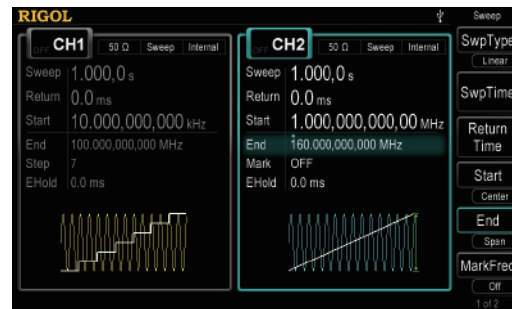 RIGOL
Sweep
OFF CH1 50 Ω Sweep Internal
Sweep 1.000,0 s
Return 0.0 ms
Start 10.000,000,000 kHz
End 100.000,000,000 MHz
Step 7
EHold 0.0 ms
OFF CH2 50 Ω Sweep Internal
Sweep 1.000,0 s
Return 0.0 ms
Start 1.000,000,000,00 MHz
End 160.000,000,000 MHz
Mark OFF
EHold 0.0 ms
SwpType
Linear
SwpTime
Return
Time
Start
Center
End
Span
MarkFreq
Off
1 of 2